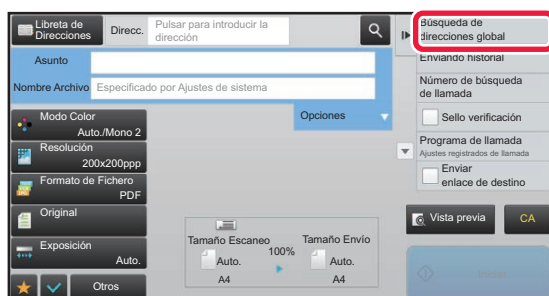 Libreta de
Direcciones
Direcc.
Pulsar para introducir la
dirección
Asunto
Nombre Archivo
Especificado por Ajustes de sistema
Opciones
Modo Color
Auto./Mono 2
Resolución
200x200ppp
Formato de Fichero
PDF
Original
Exposición
Auto.
Otros
Tamaño Escaneo
100%
Tamaño Envío
Auto.
A4
Auto.
A4
Búsqueda de
direcciones global
Enviando historial
Número de búsqueda
de llamada
Sello verificación
Programa de llamada
Ajustes registrados de llamada
Enviar
enlace de destino
Vista previa
CA
Iniciar